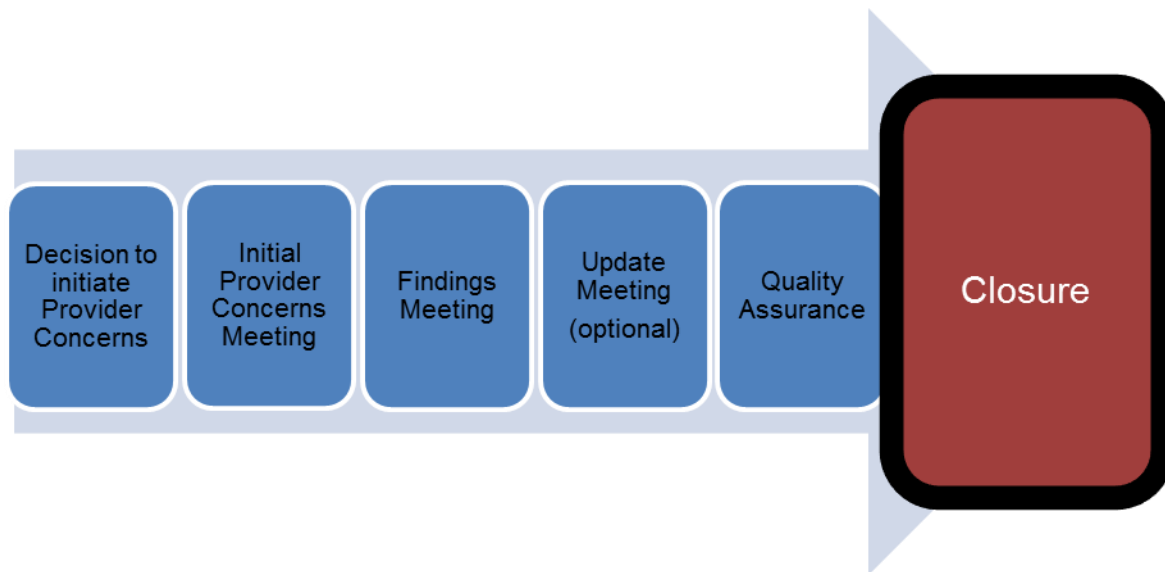 Decision to
initiate
Provider
Concerns
Initial
Provider
Concerns
Meeting
Findings
Meeting
Update
Meeting
(optional)
Quality
Assurance
Closure